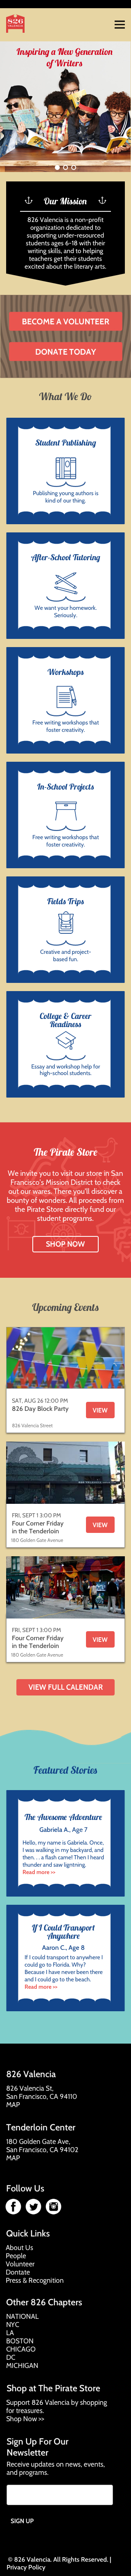 826
VALENCIA
Inspiring a New Generation
of Writers
Our Mission
826 Valencia is a non-profit
organization dedicated to
supporting under-resourced
students ages 6-18 with their
writing skills, and to helping
teachers get their students
excited about the literary arts.
BECOME A VOLUNTEER
DONATE TODAY
What We Do
Student Publishing
Publishing young authors is
kind of our thing.
After-School Tutoring
We want your homework.
Seriously.
Workshops
Free writing workshops that
foster creativity.
In-School Projects
Free writing workshops that
foster creativity.
Fields Trips
Creative and project-
based fun.
College & Career
Readiness
Essay and workshop help for
high-school students.
The Pirate Store
We invite you to visit our store in San
Francisco's Mission District to check
out our wares. There you'll discover a
bounty of wonders. All proceeds from
the Pirate Store directly fund our
student programs.
SHOP NOW
Upcoming Events
SAT, AUG 26 12:00 PM
826 Day Block Party
VIEW
826 Valencia Street
FRI, SEPT 1 3:00 PM
Four Corner Friday
in the Tenderloin
VIEW
180 Golden Gate Avenue
FRI, SEPT 1 3:00 PM
Four Corner Friday
in the Tenderloin
VIEW
180 Golden Gate Avenue
VIEW FULL CALENDAR
Featured Stories
The Awesome Adventure
Gabriela A., Age 7
Hello, my name is Gabriela. Once,
I was walking in my backyard, and
then. . . a flash came! Then I heard
thunder and saw lightning.
Read more >>
If I Could Transport
Anywhere
Aaron C., Age 8
If I could transport to anywhere I
could go to Florida. Why?
Because I have never been there
and I could go to the beach.
Read more >>
826 Valencia
826 Valencia St.
San Francisco, CA 94110
MAP
Tenderloin Center
180 Golden Gate Ave.
San Francisco, CA 94102
MAP
Follow Us
Quick Links
About Us
People
Volunteer
Dontate
Press & Recognition
Other 826 Chapters
NATIONAL
NYC
LA
BOSTON
CHICAGO
DC
MICHIGAN
Shop at The Pirate Store
Support 826 Valencia by shopping
for treasures.
Shop Now >>
Sign Up For Our
Newsletter
Receive updates on news, events,
and programs.
SIGN UP
© 826 Valencia. All Rights Reserved. |
Privacy Policy